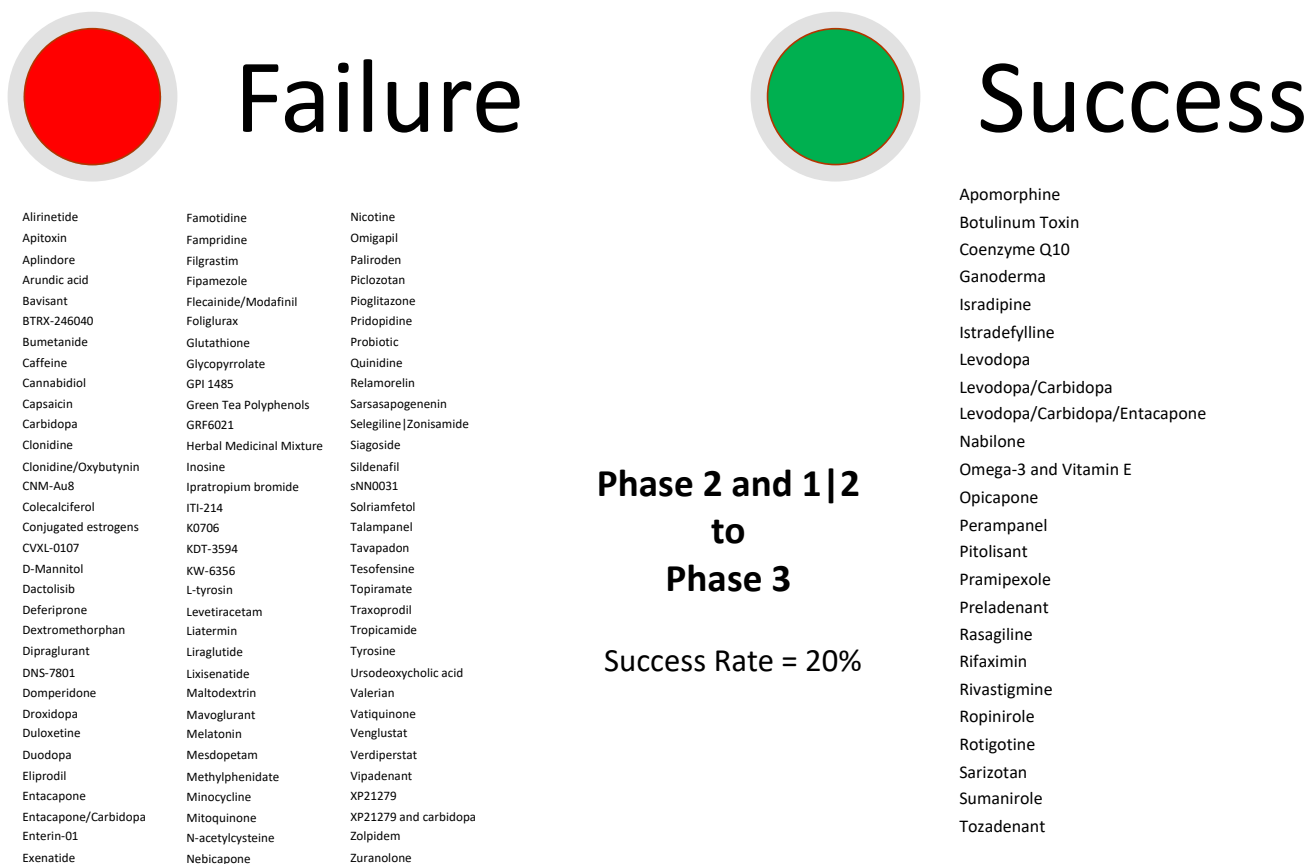 Failure
Success
Alirinetide
Apitoxin
Aplindore
Arundic acid
Bavisant
BTRX-246040
Bumetanide
Caffeine
Cannabidiol
Capsaicin
Carbidopa
Clonidine
Clonidine/Oxybutynin
CNM-Au8
Colecalciferol
Conjugated estrogens
CVXL-0107
D-Mannitol
Dactolisib
Deferiprone
Dextromethorphan
Dipraglurant
DNS-7801
Domperidone
Droxidopa
Duloxetine
Duodopa
Eliprodil
Entacapone
Entacapone/Carbidopa
Enterin-01
Exenatide
Famotidine
Fampridine
Filgrastim
Fipamezole
Flecainide/Modafinil
Foliglurax
Glutathione
Glycopyrrolate
GPI 1485
Green Tea Polyphenols
GRF6021
Herbal Medicinal Mixture
Inosine
Ipratropium bromide
ITI-214
K0706
KDT-3594
KW-6356
L-tyrosin
Levetiracetam
Liatermin
Liraglutide
Lixisenatide
Maltodextrin
Mavoglurant
Melatonin
Mesdopetam
Methylphenidate
Minocycline
Mitoquinone
N-acetylcysteine
Nebicapone
Nicotine
Omigapil
Paliroden
Piclozotan
Pioglitazone
Pridopidine
Probiotic
Quinidine
Relamorelin
Sarsasapogenenin
Selegiline|Zonisamide
Siagoside
Sildenafil
sNN0031
Solriamfetol
Talampanel
Tavapadon
Tesofensine
Topiramate
Traxoprodil
Tropicamide
Tyrosine
Ursodeoxycholic acid
Valerian
Vatiquinone
Venglustat
Verdiperstat
Vipadenant
XP21279
XP21279 and carbidopa
Zolpidem
Zuranolone
Phase 2 and 1|2
to
Phase 3
Success Rate = 20%
Apomorphine
Botulinum Toxin
Coenzyme Q10
Ganoderma
Isradipine
Istradefylline
Levodopa
Levodopa/Carbidopa
Levodopa/Carbidopa/Entacapone
Nabilone
Omega-3 and Vitamin E
Opicapone
Perampanel
Pitolisant
Pramipexole
Preladenant
Rasagiline
Rifaximin
Rivastigmine
Ropinirole
Rotigotine
Sarizotan
Sumanirole
Tozadenant